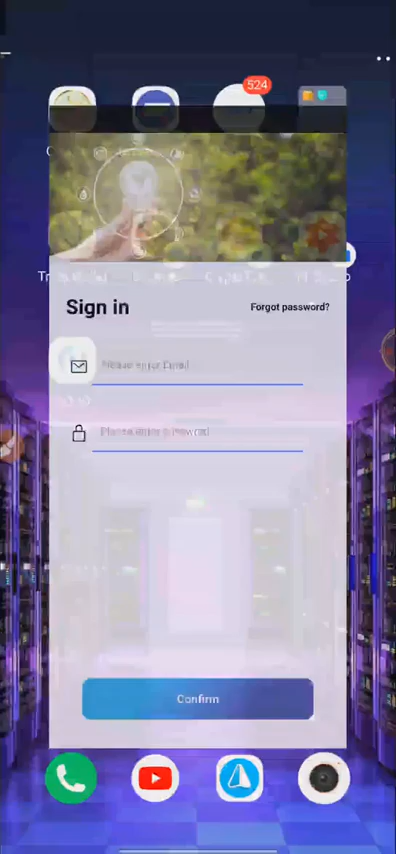 524
Sign in
Forgot password?
Please enter Email
Please enter password
Confirm